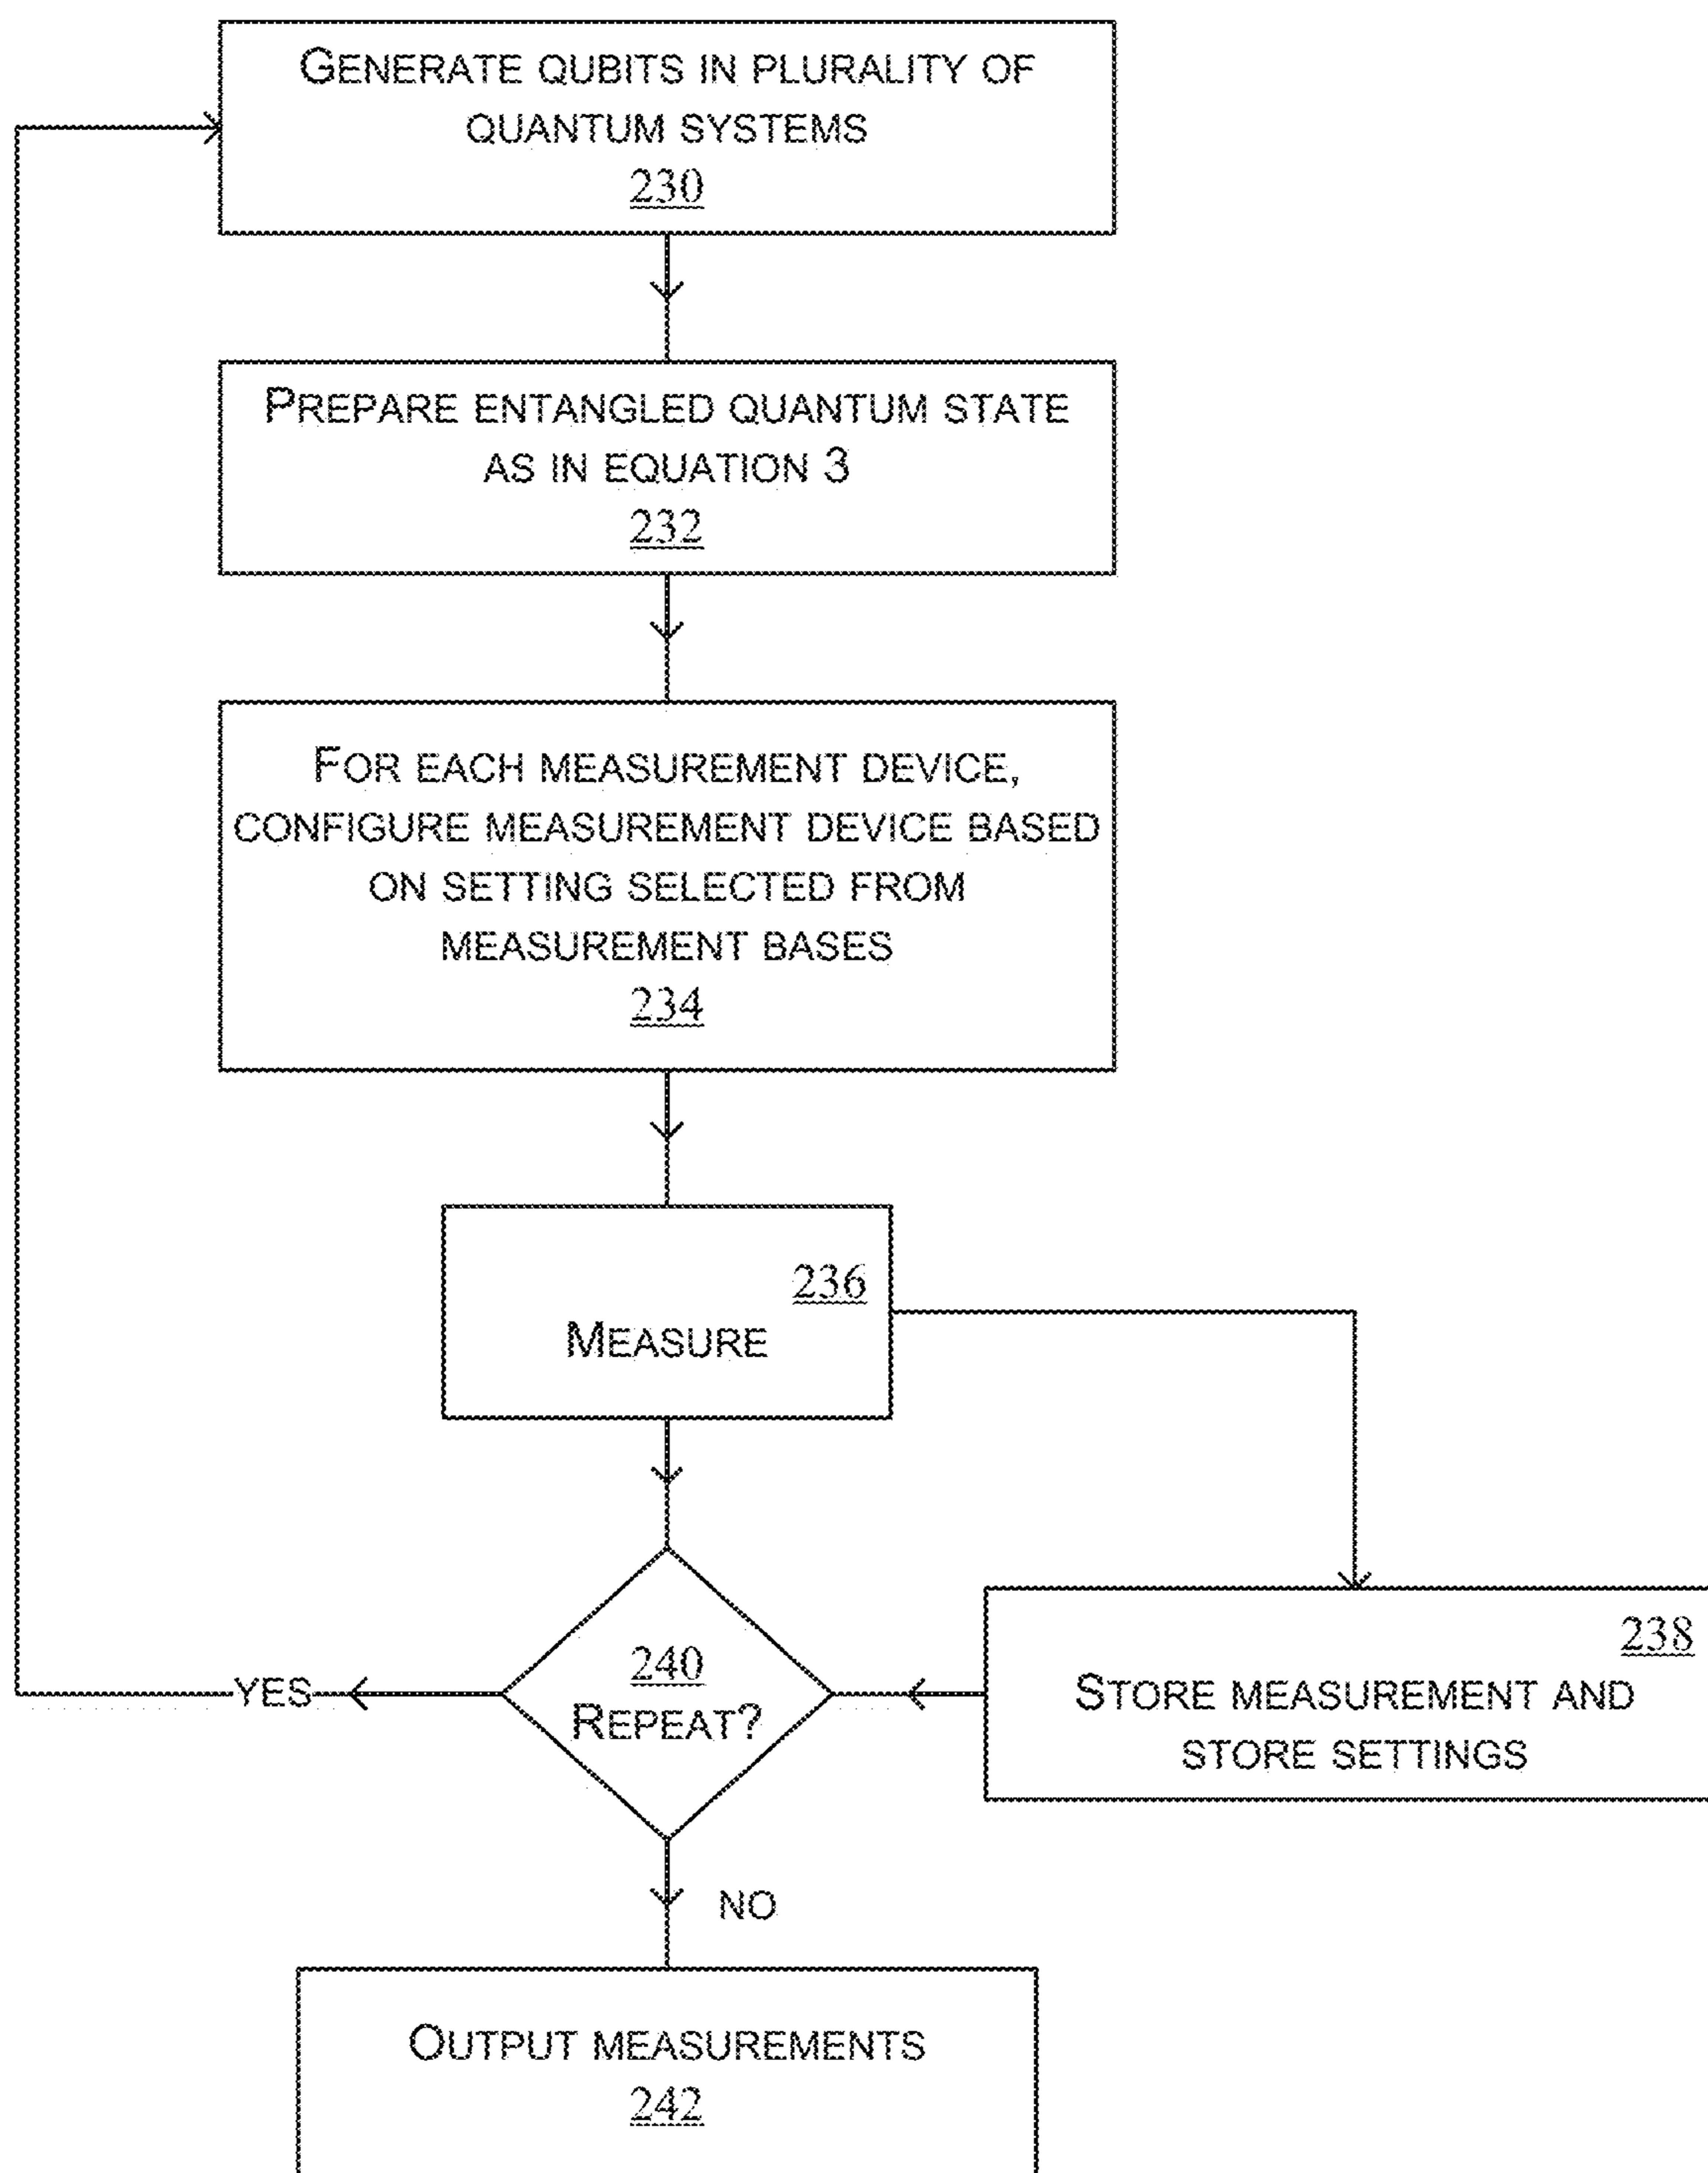 GENERATE QUBITS IN PLURALITY OF
QUANTUM SYSTEMS
230
PREPARE ENTANGLED QUANTUM STATE
AS IN EQUATION 3
232
FOR EACH MEASUREMENT DEVICE,
CONFIGURE MEASUREMENT DEVICE BASED
ON SETTING SELECTED FROM
MEASUREMENT BASES
234
236
MEASURE
238
STORE MEASUREMENT AND
STORE SETTINGS
240
REPEAT?
YES
NO
OUTPUT MEASUREMENTS
242